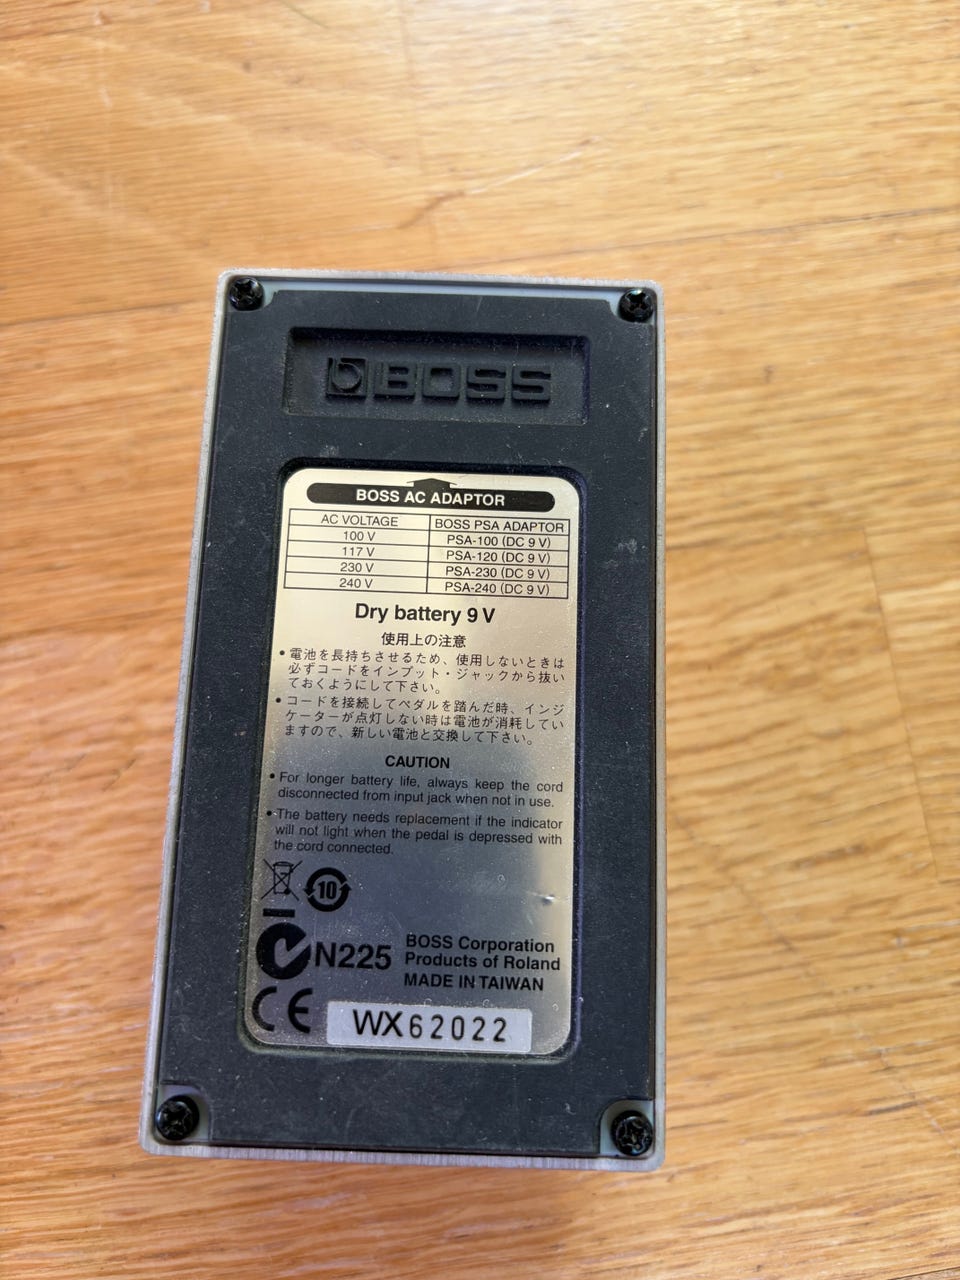 BOSS
BOSS AC ADAPTOR
AC VOLTAGE BOSS PSA ADAPTOR
100 V PSA-100 (DC 9 V)
117 V PSA-120 (DC 9 V)
230 V PSA-230 (DC 9 V)
240 V PSA-240 (DC 9 V)
Dry battery 9 V
使用上の注意
• 電池を長持ちさせるため、使用しないときは
必ずコードをインプット・ジャックから抜い
ておくようにして下さい。
• コードを接続してペダルを踏んだ時、インジ
ケーターが点灯しない時は電池が消耗してい
ますので、新しい電池と交換して下さい。
CAUTION
• For longer battery life, always keep the cord
disconnected from input jack when not in use.
• The battery needs replacement if the indicator
will not light when the pedal is depressed with
the cord connected.
10
N225
BOSS Corporation
Products of Roland
MADE IN TAIWAN
CE
WX62022